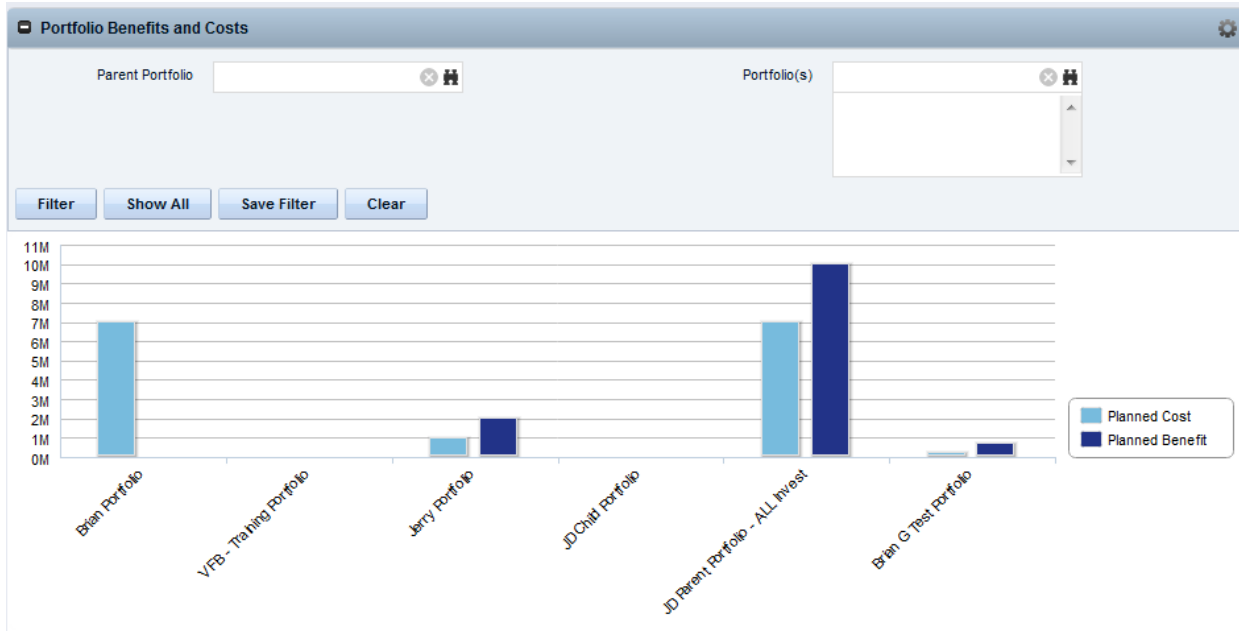 Portfolio Benefits and Costs
Parent Portfolio
Portfolio(s)
Filter
Show All
Save Filter
Clear
11M
10M
9M
8M
7M
6M
5M
4M
3M
2M
1M
0M
Planned Cost
Planned Benefit
Brian Portfolio
VFB - Training Portfolio
Jerry Portfolio
JD Child Portfolio
JD Parent Portfolio - ALL Invest
Brian G Test Portfolio